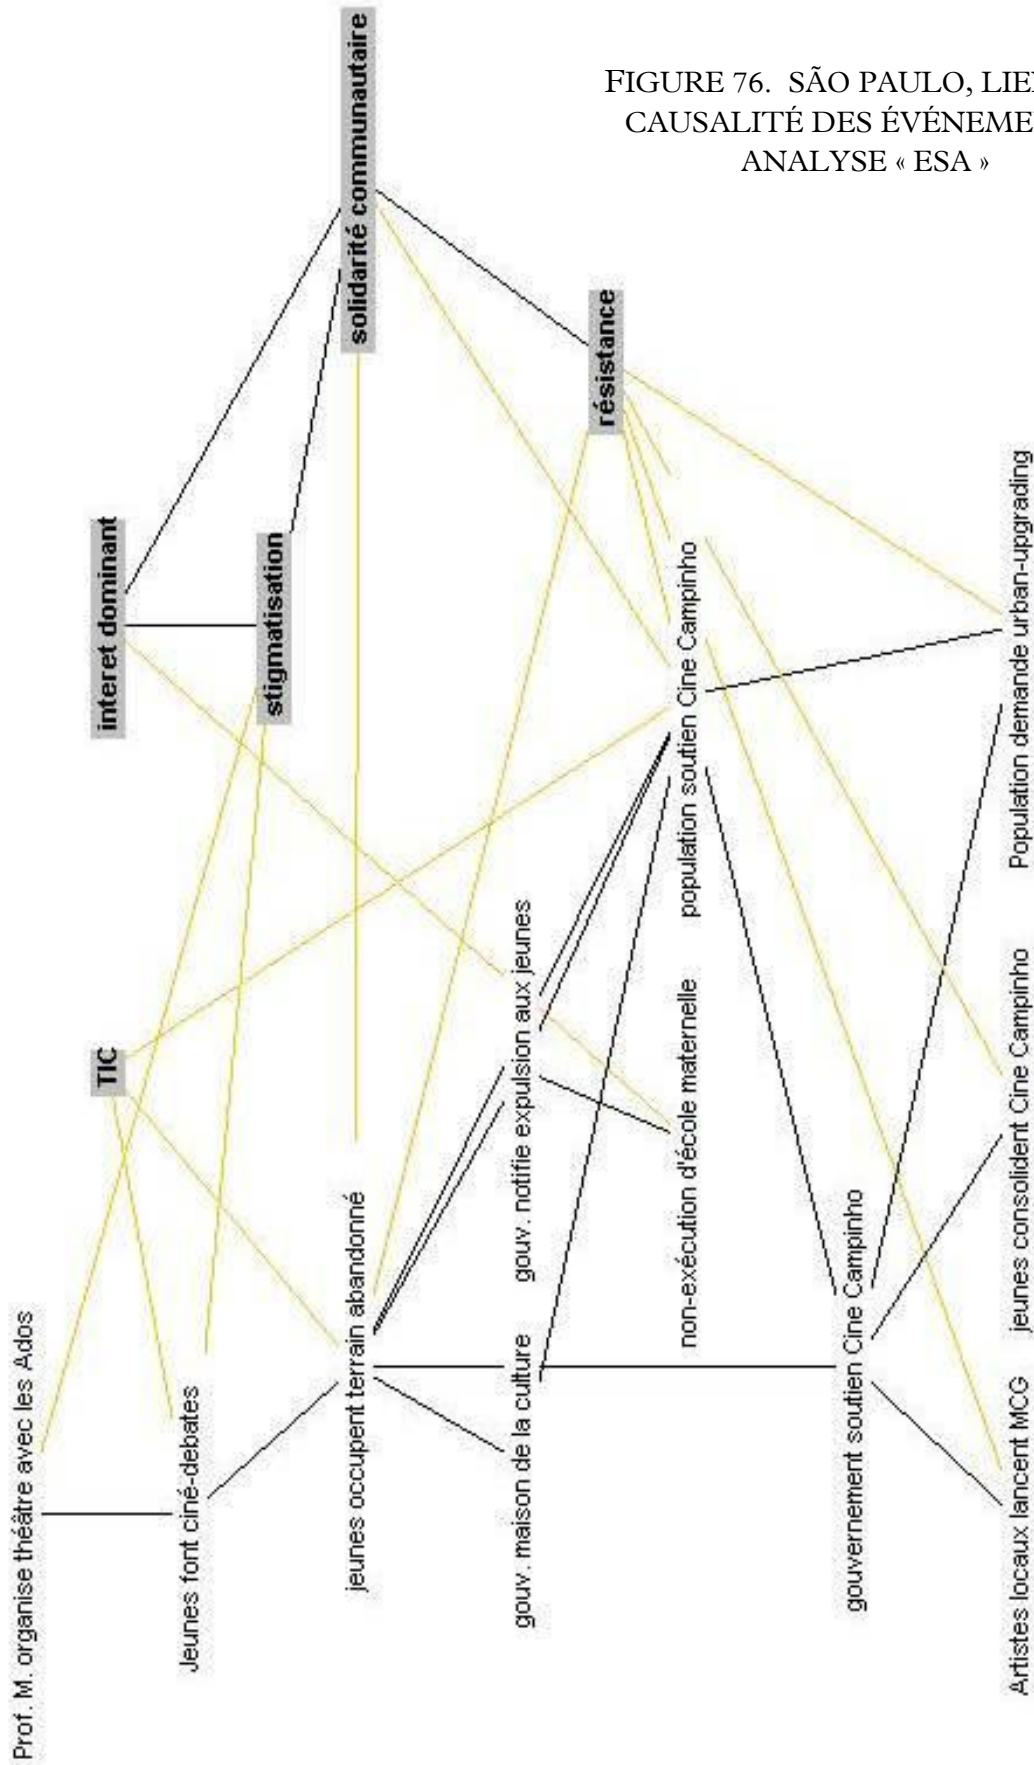 FIGURE 76. SÃO PAULO, LIE
CAUSALITÉ DES ÉVÉNEME
ANALYSE « ESA »
Prof. M. organise théâtre avec les Ados
Jeunes font ciné-debates
TIC
interet dominant
stigmatisation
jeunes occupent terrain abandonné
solidarité communautaire
gouv. maison de la culture
gouv. notifie expulsion aux jeunes
résistance
non-exécution d'école maternelle
population soutien Cine Campinho
gouvernement soutien Cine Campinho
Artistes locaux lancent MCG
jeunes consolident Cine Campinho
Population demande urban-upgrading